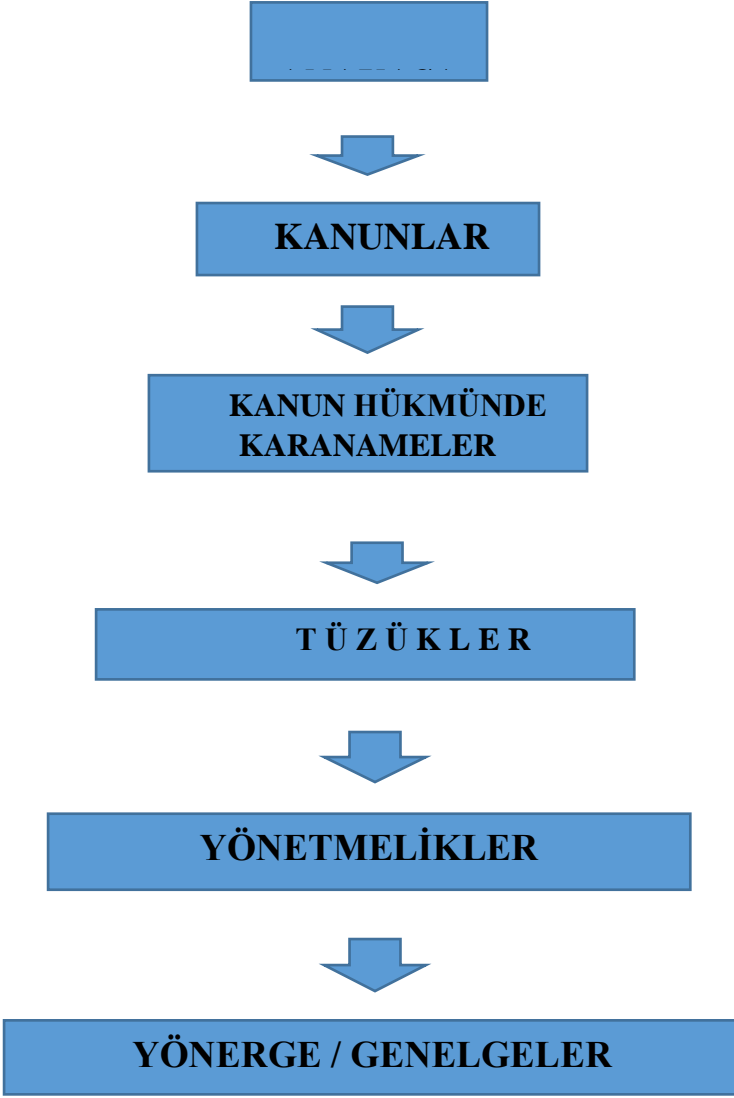 KANUNLAR
KANUN HÜKMÜNDE
KARANAMELER
T Ü Z Ü K L E R
YÖNETMELİKLER
YÖNERGE / GENELGELER